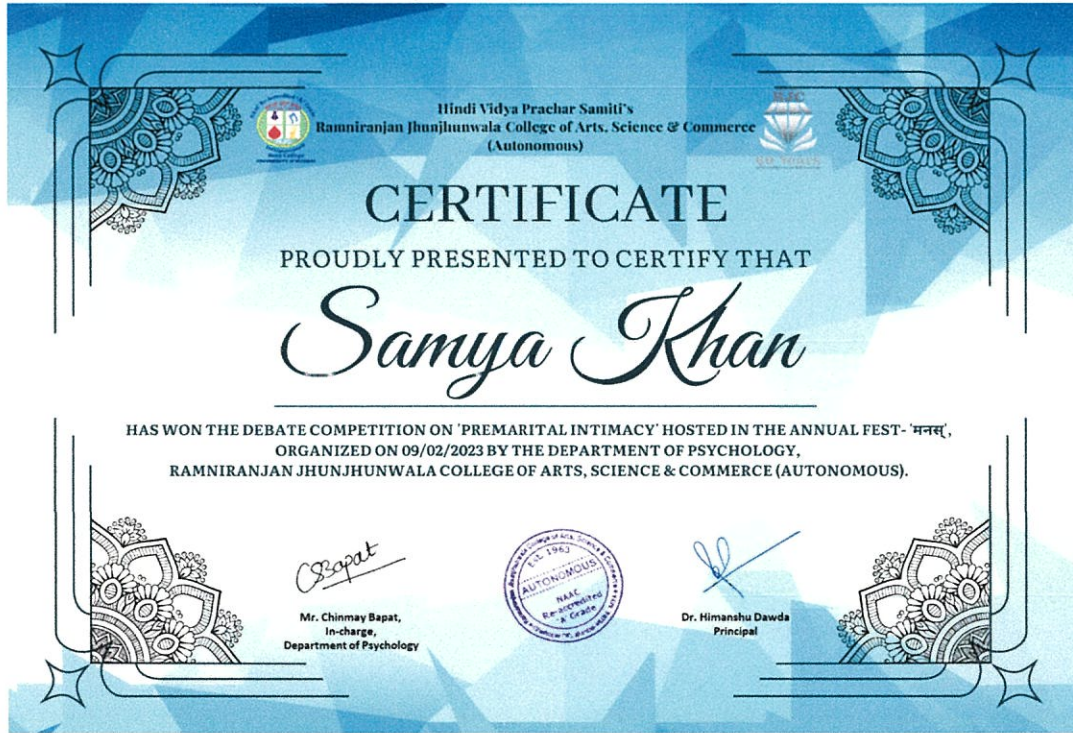 Hindi Vidya Prachar Samiti's
Ramniranjan Jhunjhunwala College of Arts, Science & Commerce
(Autonomous)
CERTIFICATE
PROUDLY PRESENTED TO CERTIFY THAT
Samya Khan
HAS WON THE DEBATE COMPETITION ON 'PREMARITAL INTIMACY' HOSTED IN THE ANNUAL FEST- 'मनस्',
ORGANIZED ON 09/02/2023 BY THE DEPARTMENT OF PSYCHOLOGY,
RAMNIRANJAN JHUNJHUNWALA COLLEGE OF ARTS, SCIENCE & COMMERCE (AUTONOMOUS).
CSBapat
Mr. Chinmay Bapat,
In-charge,
Department of Psychology
Est. 1963
AUTONOMOUS
NAAC
Re-accredited
'A' Grade
Dr. Himanshu Dawda
Principal